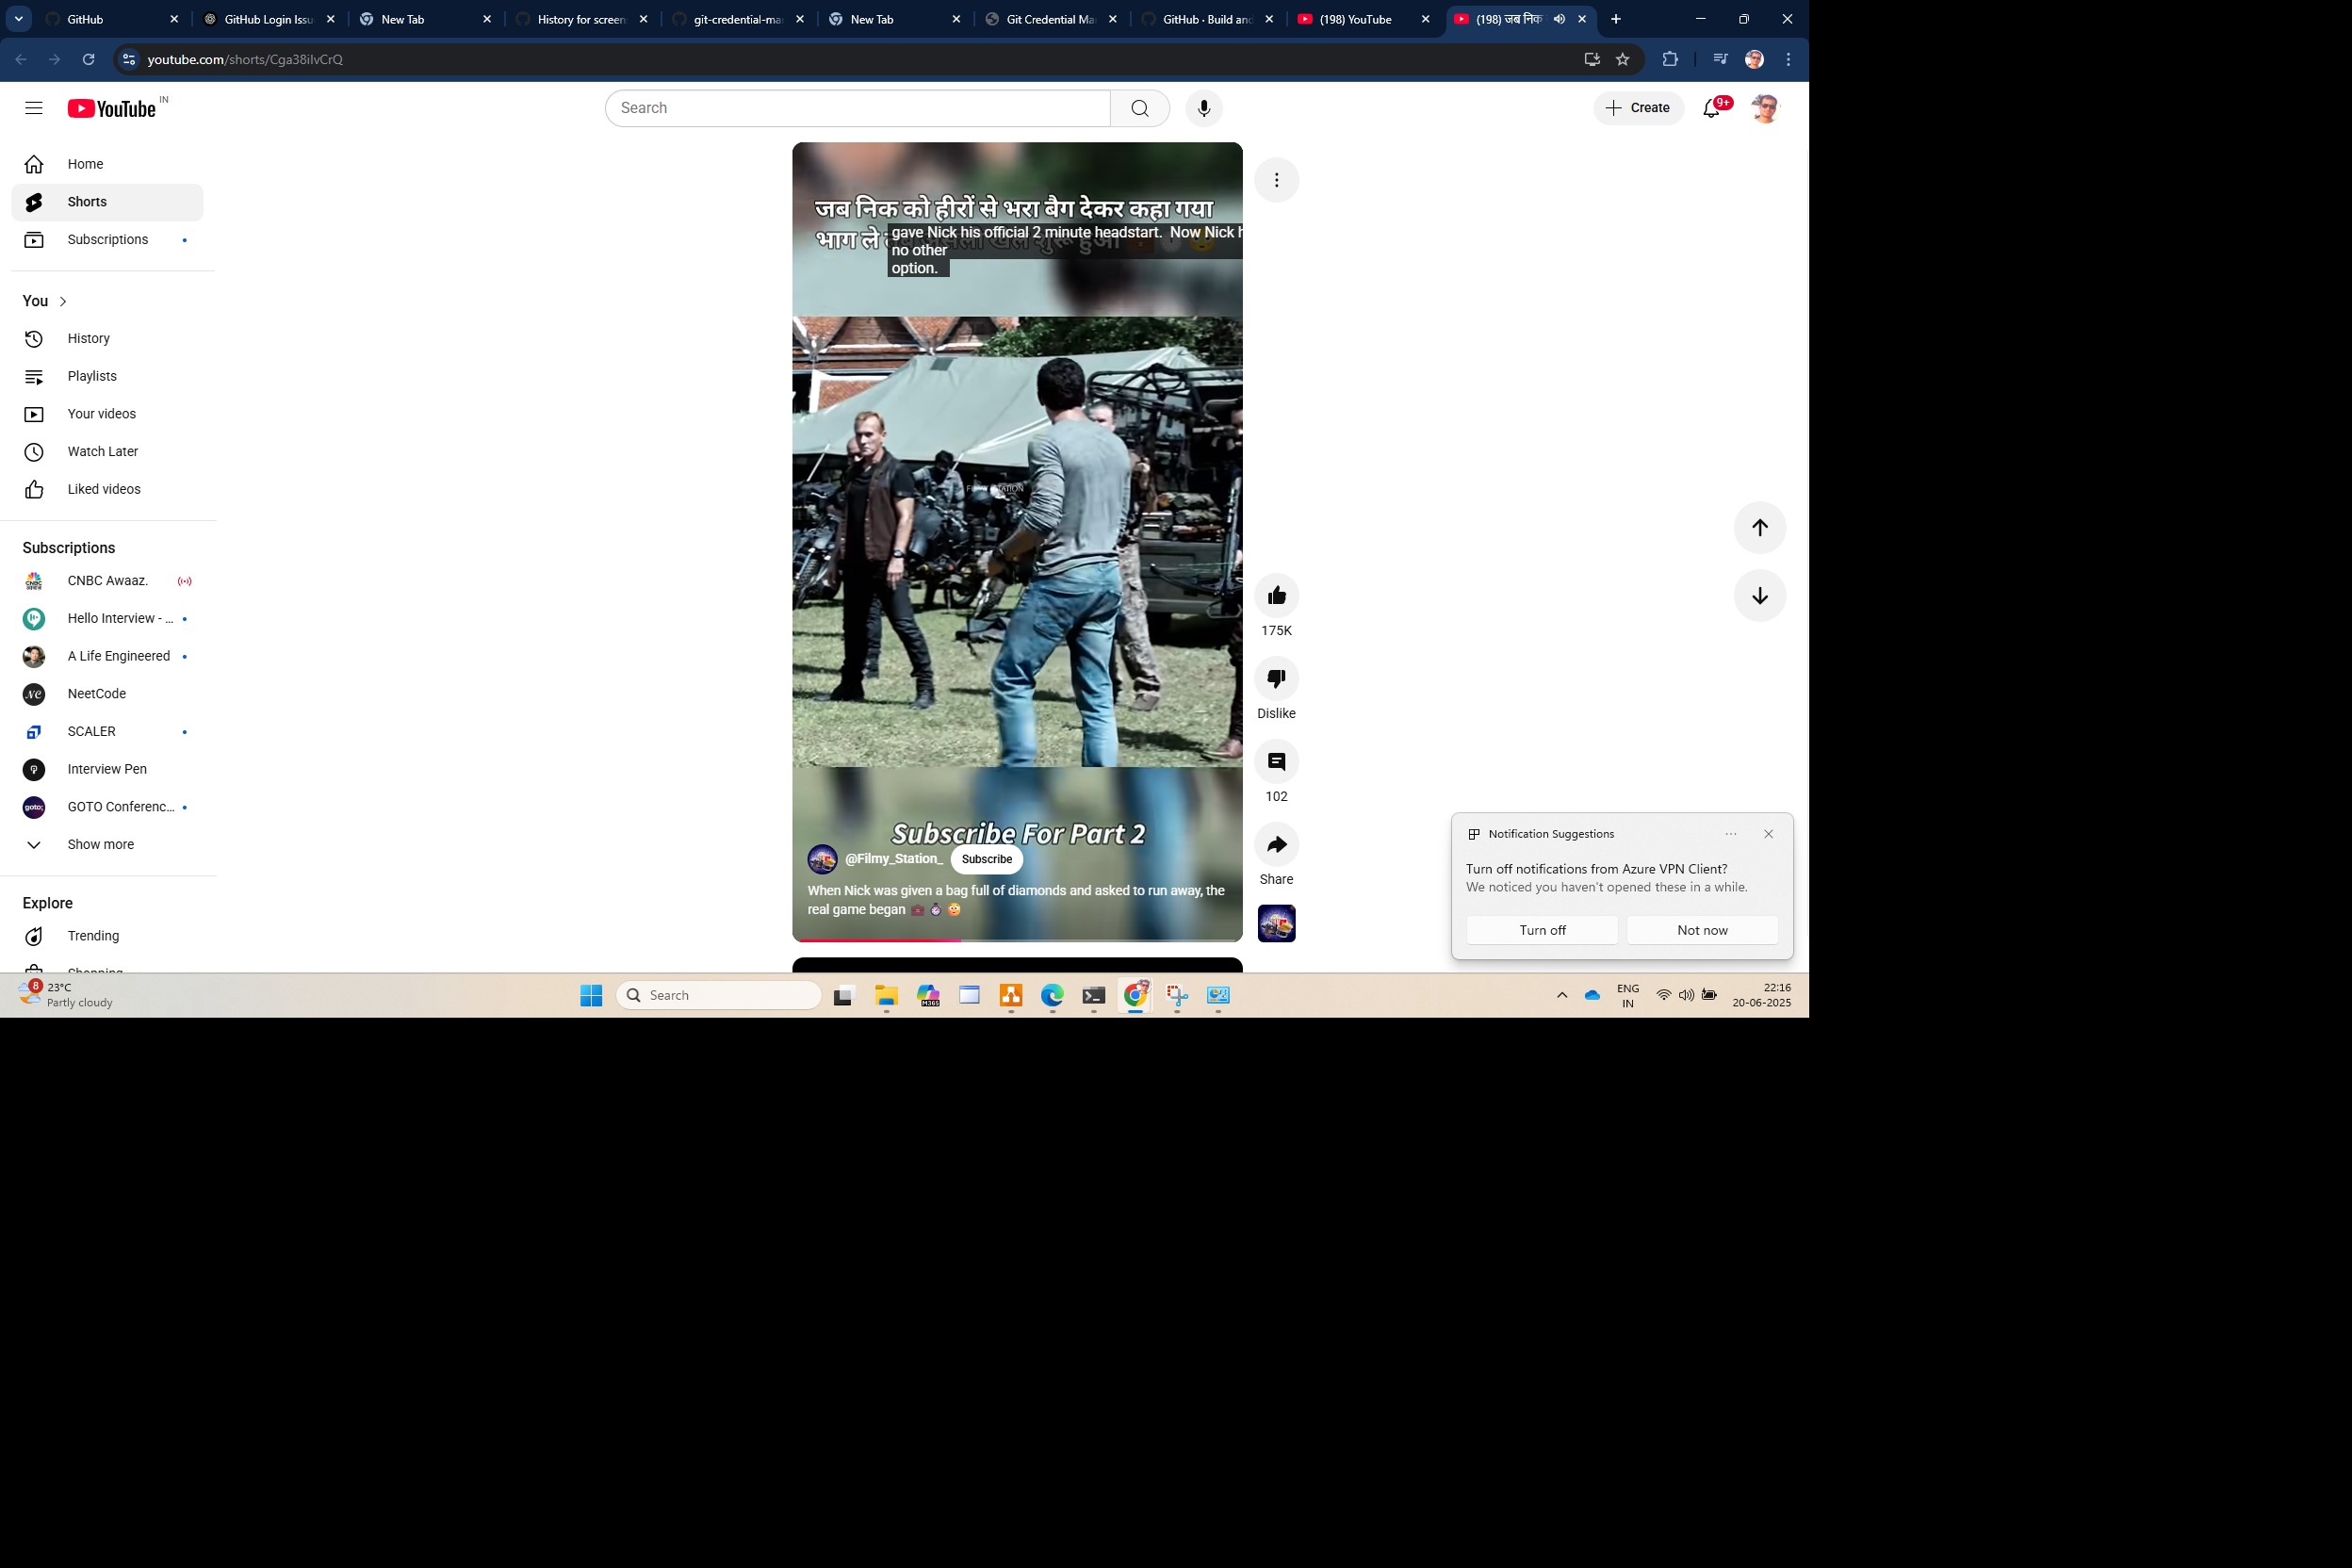 GitHub
GitHub Login Issu
New Tab
History for screen
git-credential-ma
New Tab
Git Credential Ma
GitHub · Build and
(198) YouTube
(198) जब निक
youtube.com/shorts/Cga38ilvCrQ
YouTube IN
Search
Create
9+
Home
Shorts
Subscriptions
You
History
Playlists
Your videos
Watch Later
Liked videos
Subscriptions
CNBC Awaaz.
Hello Interview - ...
A Life Engineered
NeetCode
SCALER
Interview Pen
GOTO Conferenc...
Show more
Explore
Trending
Shopping
जब निक को हीरों से भरा बैग देकर कहा गया
भाग ले
gave Nick his official 2 minute headstart. Now Nick h
no other
option.
Subscribe For Part 2
@Filmy_Station_
Subscribe
When Nick was given a bag full of diamonds and asked to run away, the
real game began 💼 ⏱ 😳
175K
Dislike
102
Share
Notification Suggestions
Turn off notifications from Azure VPN Client?
We noticed you haven't opened these in a while.
Turn off
Not now
8
23°C
Partly cloudy
Search
M365
ENG
IN
22:16
20-06-2025